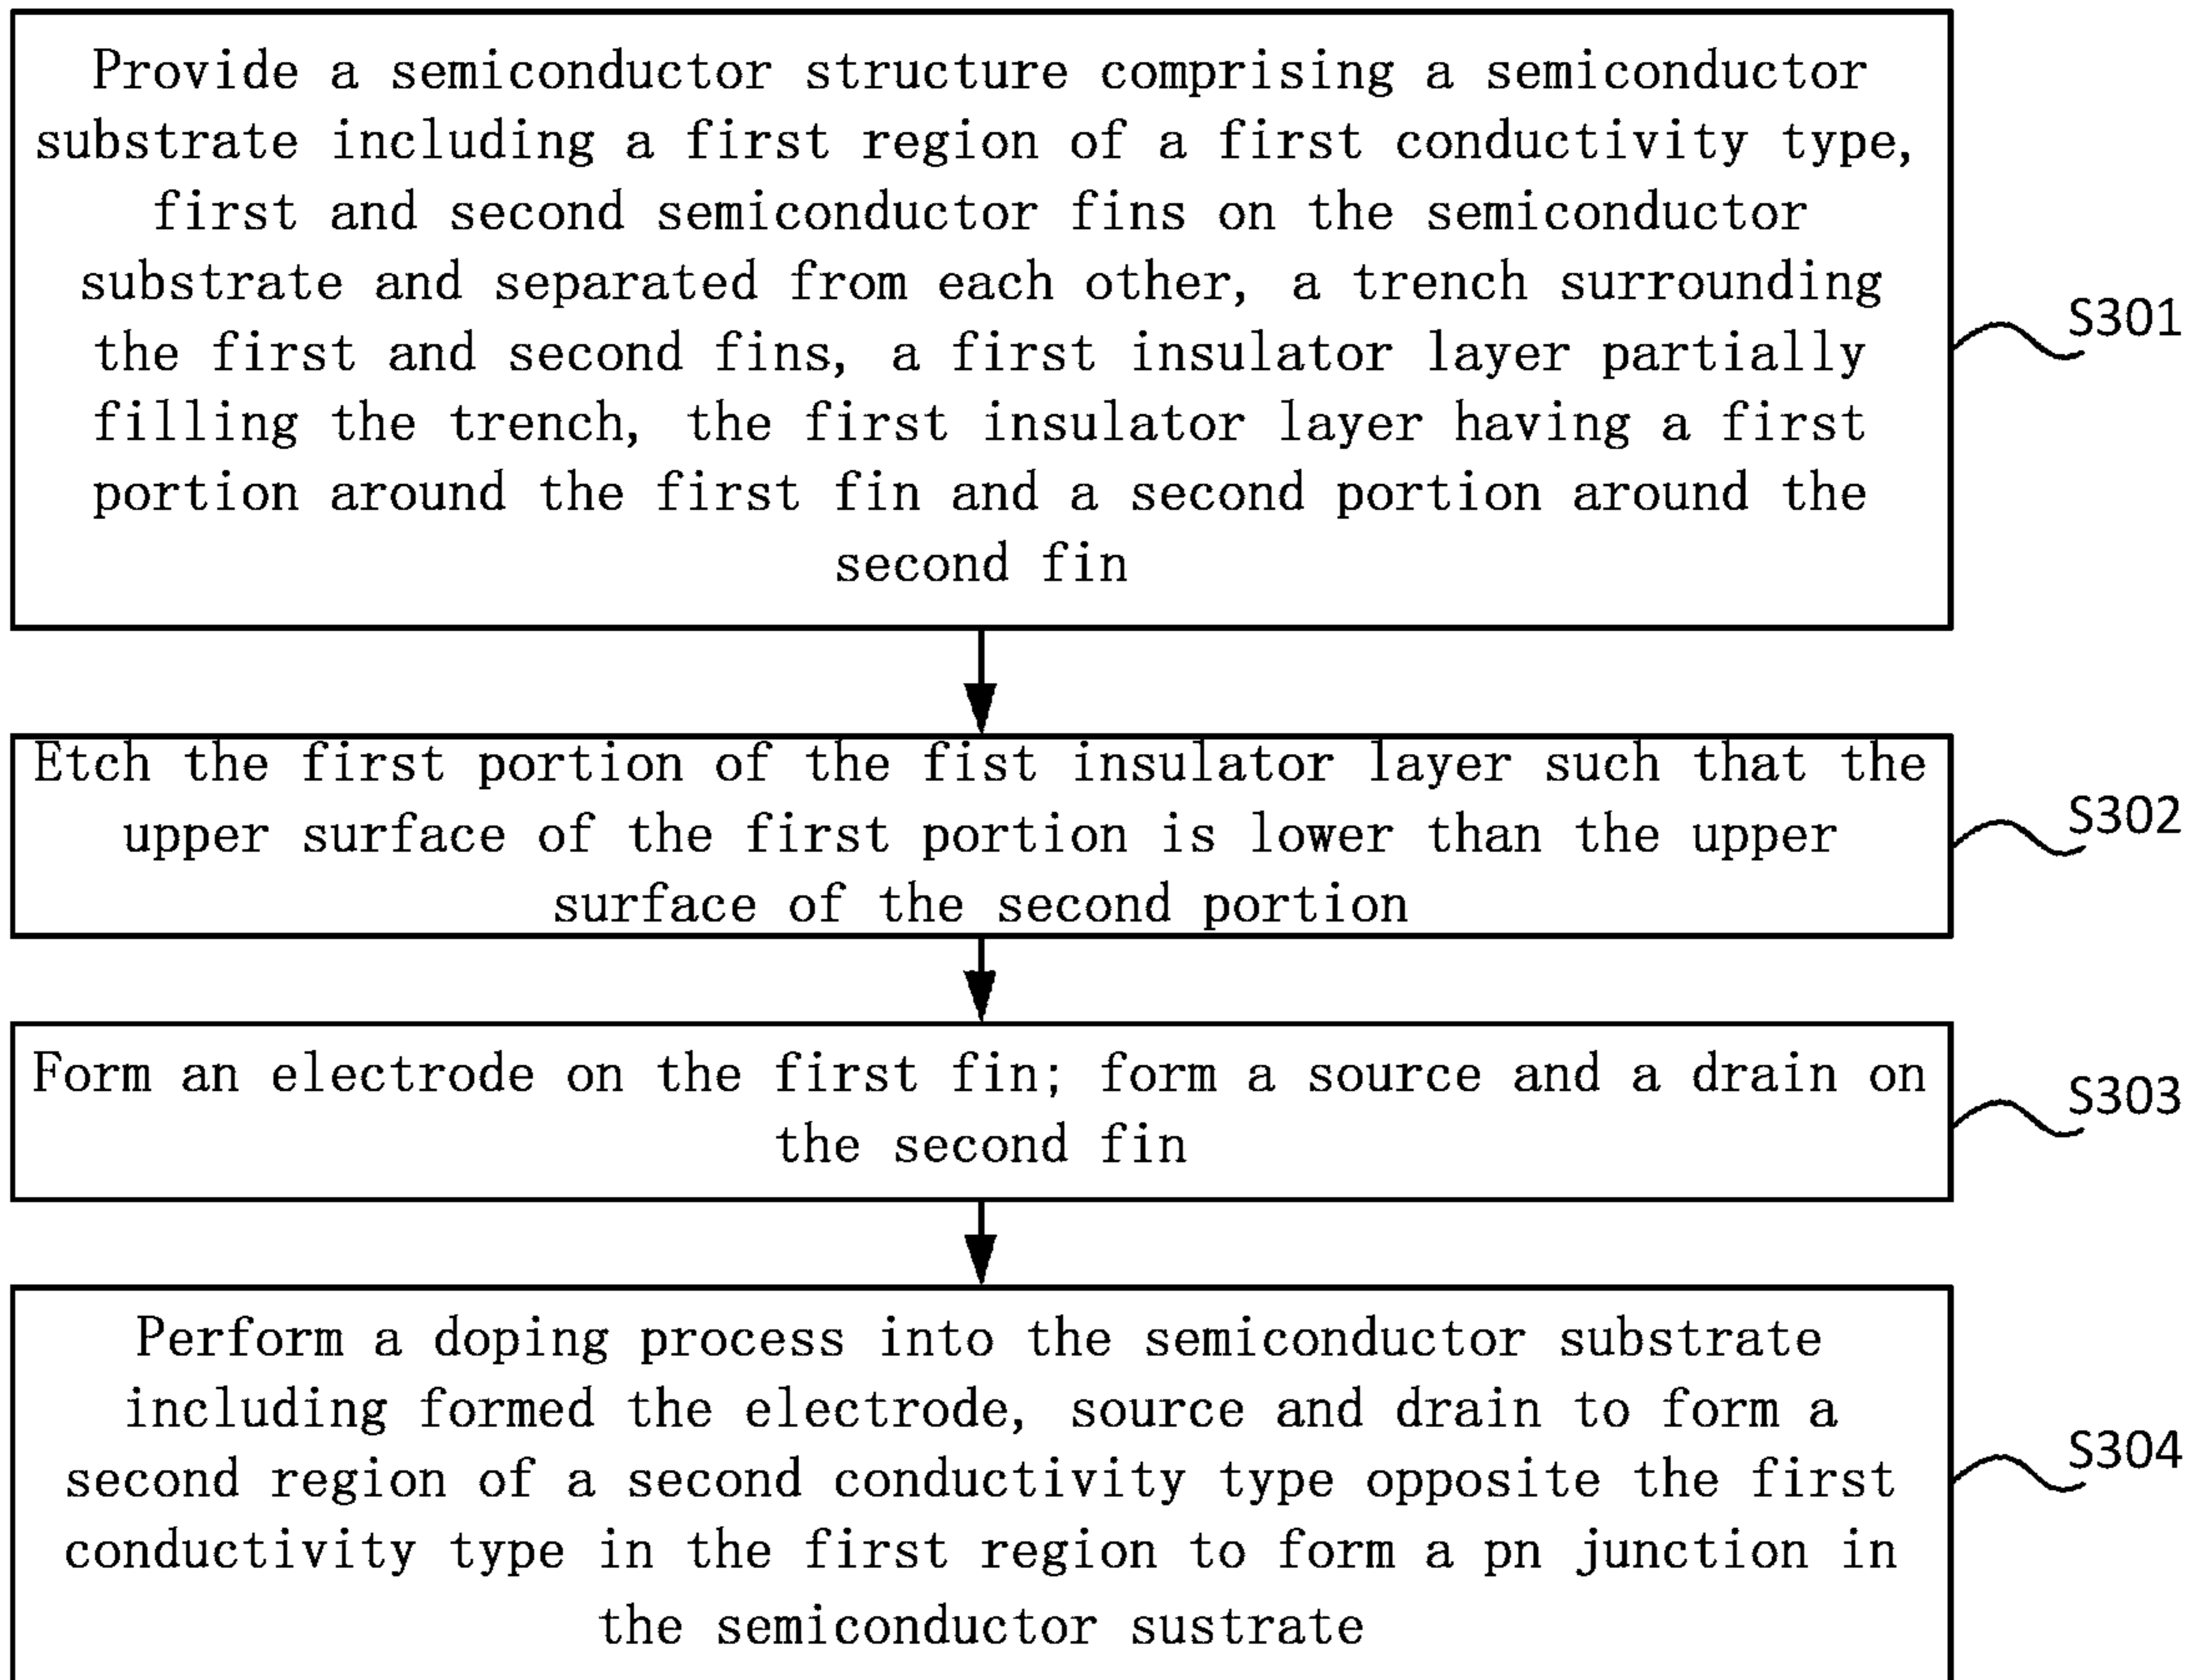 Provide a semiconductor structure comprising a semiconductor
substrate including a first region of a first conductivity type,
first and second semiconductor fins on the semiconductor
substrate and separated from each other, a trench surrounding
the first and second fins, a first insulator layer partially
filling the trench, the first insulator layer having a first
portion around the first fin and a second portion around the
second fin
S301
Etch the first portion of the fist insulator layer such that the
upper surface of the first portion is lower than the upper
surface of the second portion
S302
Form an electrode on the first fin; form a source and a drain on
the second fin
S303
Perform a doping process into the semiconductor substrate
including formed the electrode, source and drain to form a
second region of a second conductivity type opposite the first
conductivity type in the first region to form a pn junction in
the semiconductor sustrate
S304